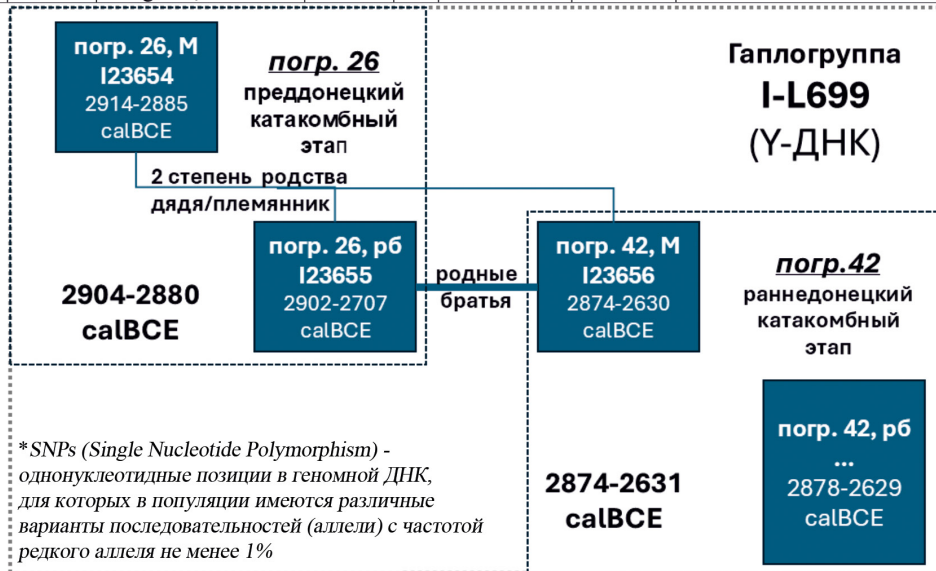 погр. 26, М
I23654
2914-2885
calBCE
погр. 26
преддонецкий
катакомбный
этап
Гаплогруппа
I-L699
(Y-ДНК)
2 степень родства
дядя/племянник
2904-2880
calBCE
погр. 26, рб
I23655
2902-2707
calBCE
родные
братья
погр. 42, М
I23656
2874-2630
calBCE
погр.42
раннедонецкий
катакомбный
этап
*SNPs (Single Nucleotide Polymorphism) -
однонуклеотидные позиции в геномной ДНК,
для которых в популяции имеются различные
варианты последовательностей (аллели) с частотой
редкого аллеля не менее 1%
2874-2631
calBCE
погр. 42, рб
...
2878-2629
calBCE